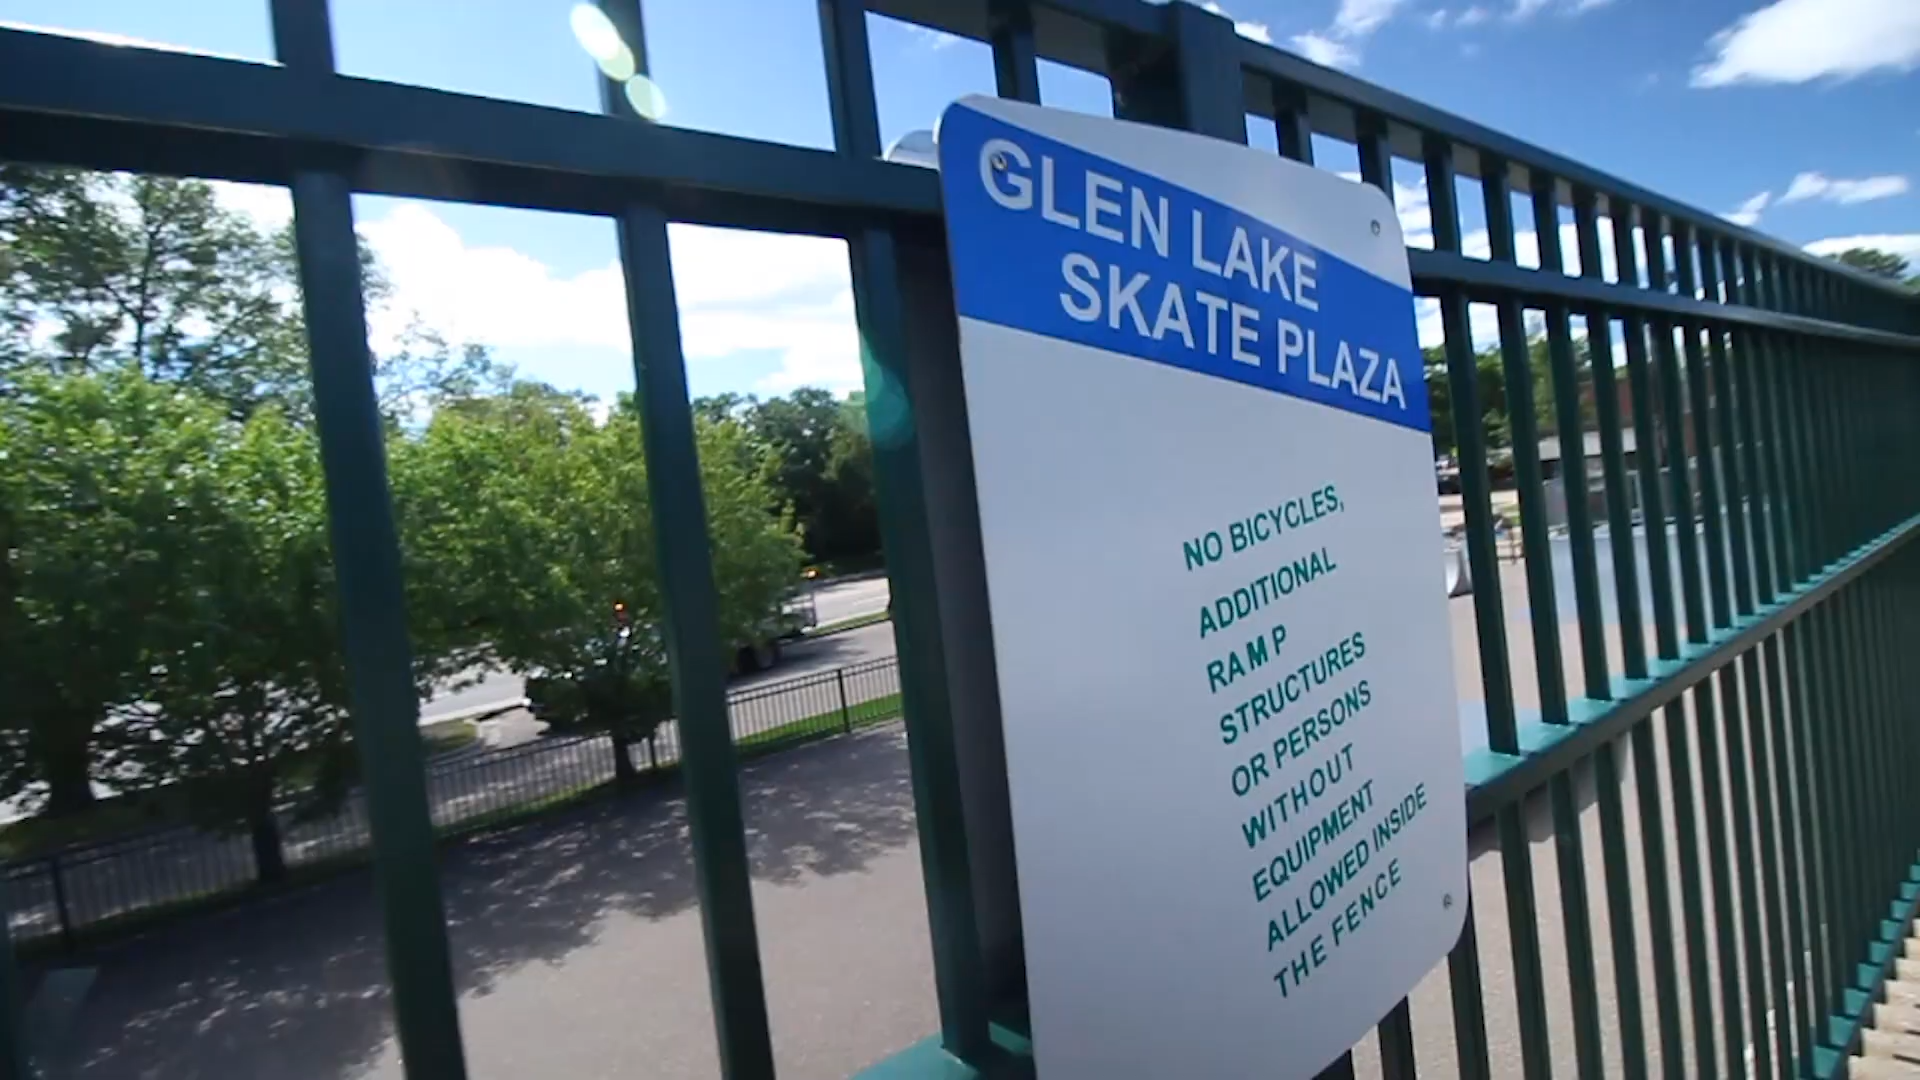 GLEN LAKE
SKATE PLAZA
NO BICYCLES,
ADDITIONAL
RAMP
STRUCTURES
OR PERSONS
WITHOUT
EQUIPMENT
ALLOWED INSIDE
THE FENCE